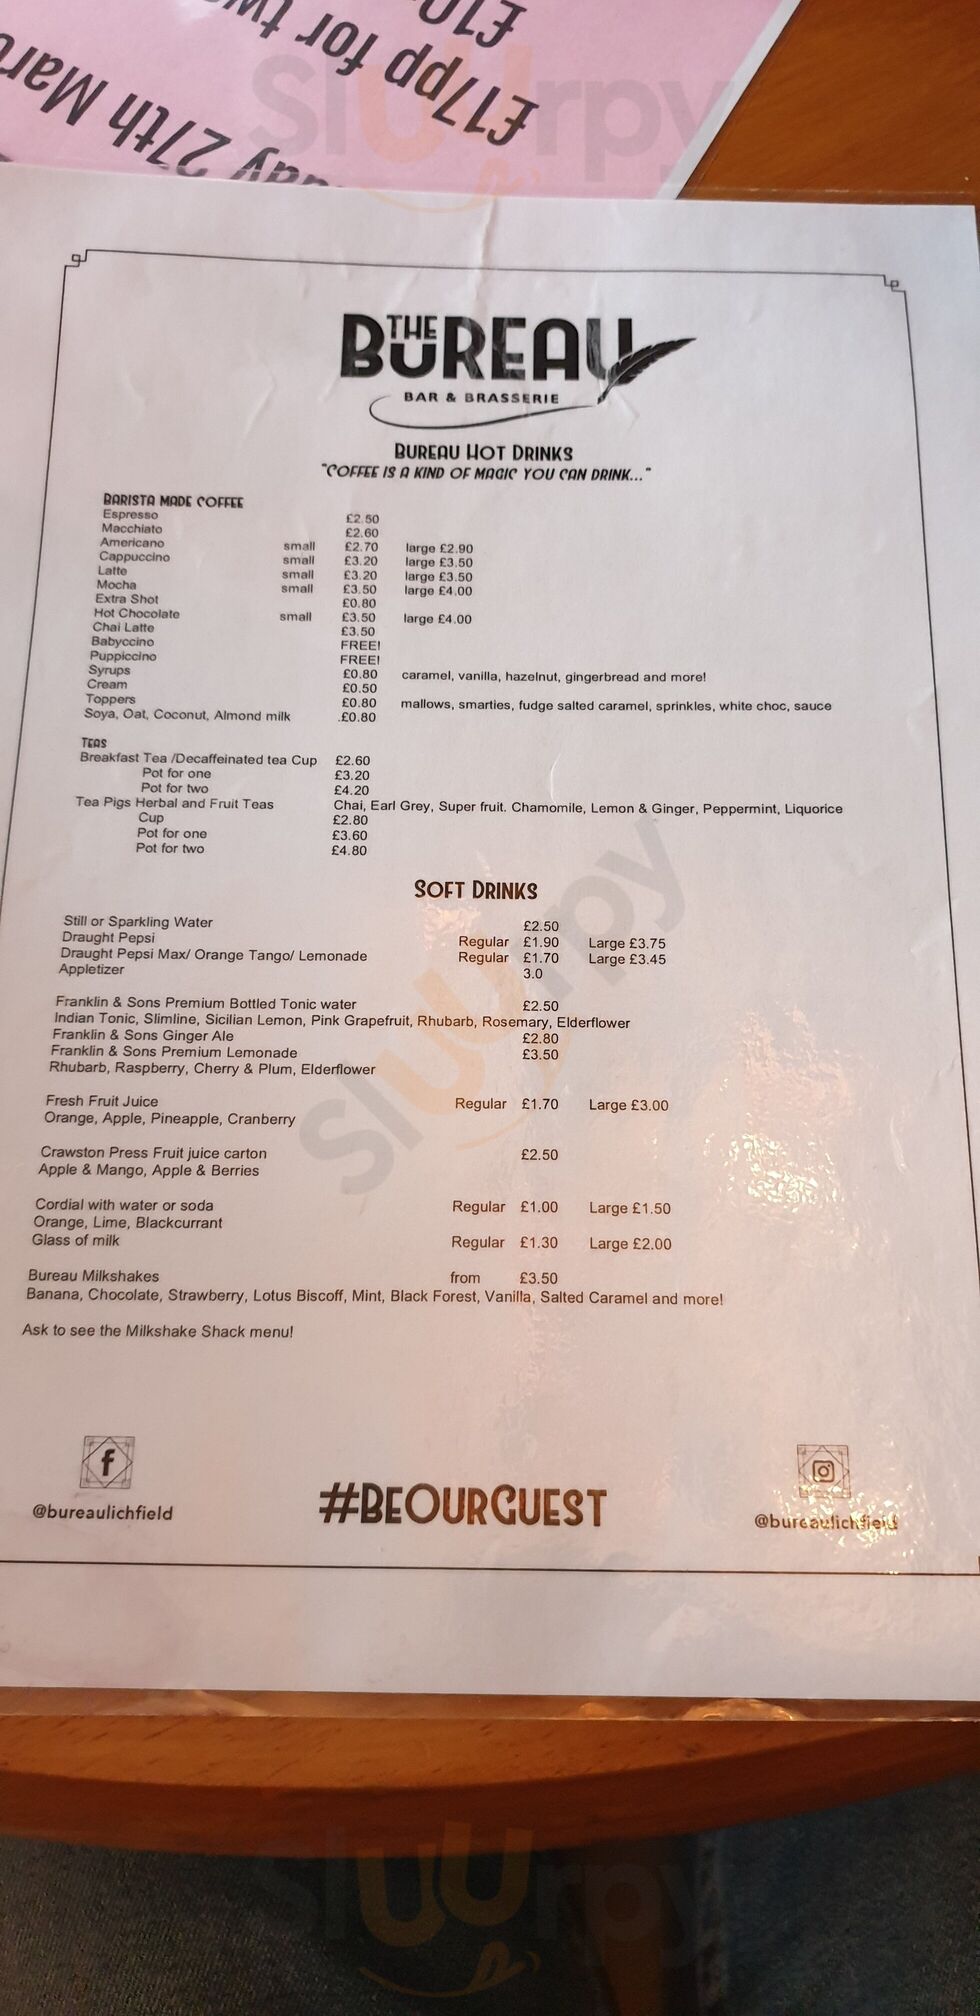 £10
£17pp for tw
day 27th Mar
THE BUREAU
BAR & BRASSERIE
BUREAU HOT DRINKS
"COFFEE IS A KIND OF MAGIC YOU CAN DRINK..."
BARISTA MADE COFFEE
Espresso £2.50
Macchiato £2.60
Americano small £2.70 large £2.90
Cappuccino small £3.20 large £3.50
Latte small £3.20 large £3.50
Mocha small £3.50 large £4.00
Extra Shot £0.80
Hot Chocolate small £3.50 large £4.00
Chai Latte £3.50
Babyccino FREE!
Puppiccino FREE!
Syrups £0.80 caramel, vanilla, hazelnut, gingerbread and more!
Cream £0.50
Toppers £0.80 mallows, smarties, fudge salted caramel, sprinkles, white choc, sauce
Soya, Oat, Coconut, Almond milk .£0.80
TEAS
Breakfast Tea /Decaffeinated tea Cup £2.60
Pot for one £3.20
Pot for two £4.20
Tea Pigs Herbal and Fruit Teas Chai, Earl Grey, Super fruit. Chamomile, Lemon & Ginger, Peppermint, Liquorice
Cup £2.80
Pot for one £3.60
Pot for two £4.80
SOFT DRINKS
Still or Sparkling Water £2.50
Draught Pepsi Regular £1.90 Large £3.75
Draught Pepsi Max/ Orange Tango/ Lemonade Regular £1.70 Large £3.45
Appletizer 3.0
Franklin & Sons Premium Bottled Tonic water £2.50
Indian Tonic, Slimline, Sicilian Lemon, Pink Grapefruit, Rhubarb, Rosemary, Elderflower
Franklin & Sons Ginger Ale £2.80
Franklin & Sons Premium Lemonade £3.50
Rhubarb, Raspberry, Cherry & Plum, Elderflower
Fresh Fruit Juice Regular £1.70 Large £3.00
Orange, Apple, Pineapple, Cranberry
Crawston Press Fruit juice carton £2.50
Apple & Mango, Apple & Berries
Cordial with water or soda Regular £1.00 Large £1.50
Orange, Lime, Blackcurrant
Glass of milk Regular £1.30 Large £2.00
Bureau Milkshakes from £3.50
Banana, Chocolate, Strawberry, Lotus Biscoff, Mint, Black Forest, Vanilla, Salted Caramel and more!
Ask to see the Milkshake Shack menu!
@bureaulichfield
#BEOURGUEST
@bureaulichfield
Sluurpy
Sluurpy
Sluurpy